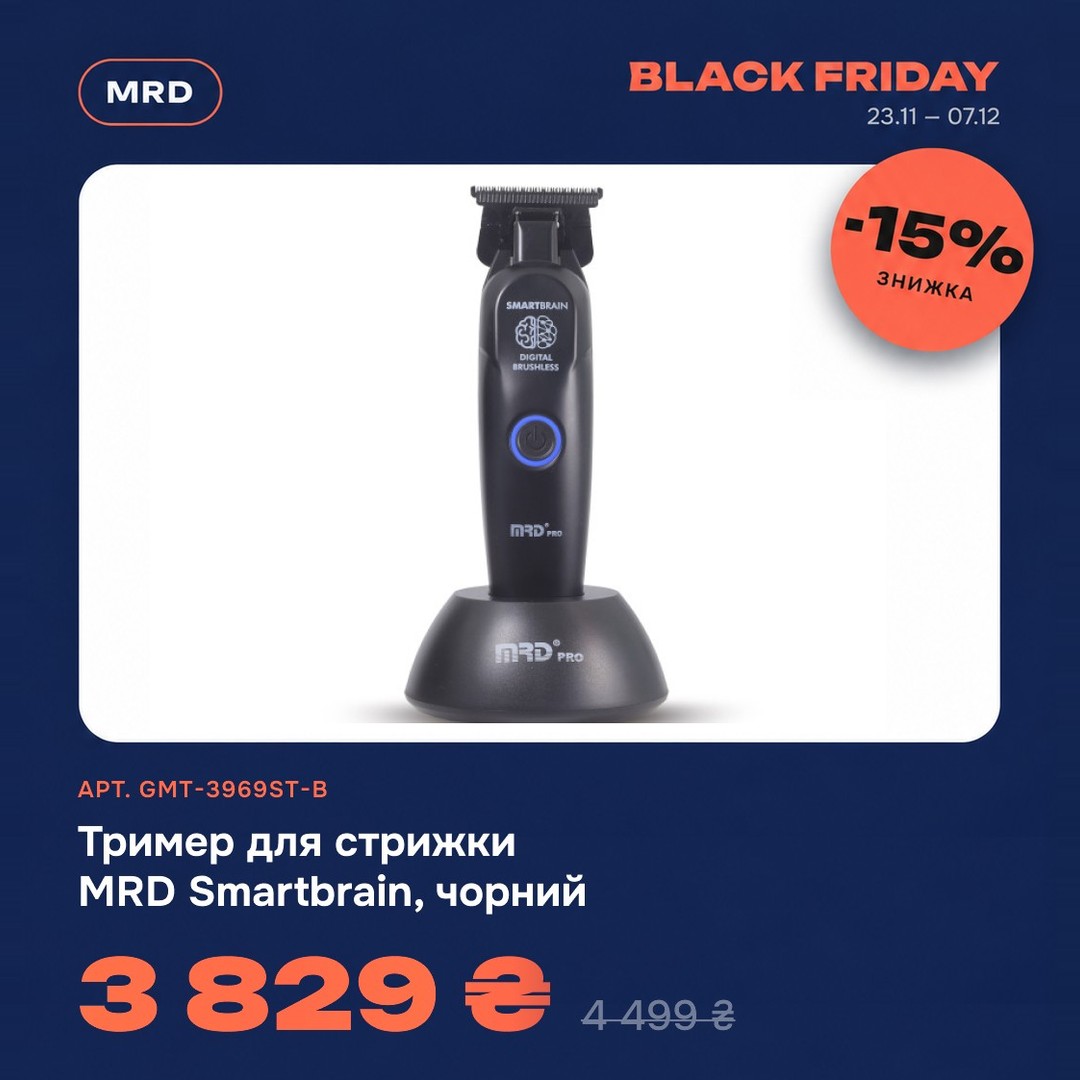 MRD
BLACK FRIDAY
23.11 – 07.12
-15%
ЗНИЖКА
SMARTBRAIN
DIGITAL
BRUSHLESS
MRD® PRO
MRD® PRO
АРТ. GMT-3969ST-B
Тример для стрижки
MRD Smartbrain, чорний
3 829 ₴ 4 499 ₴